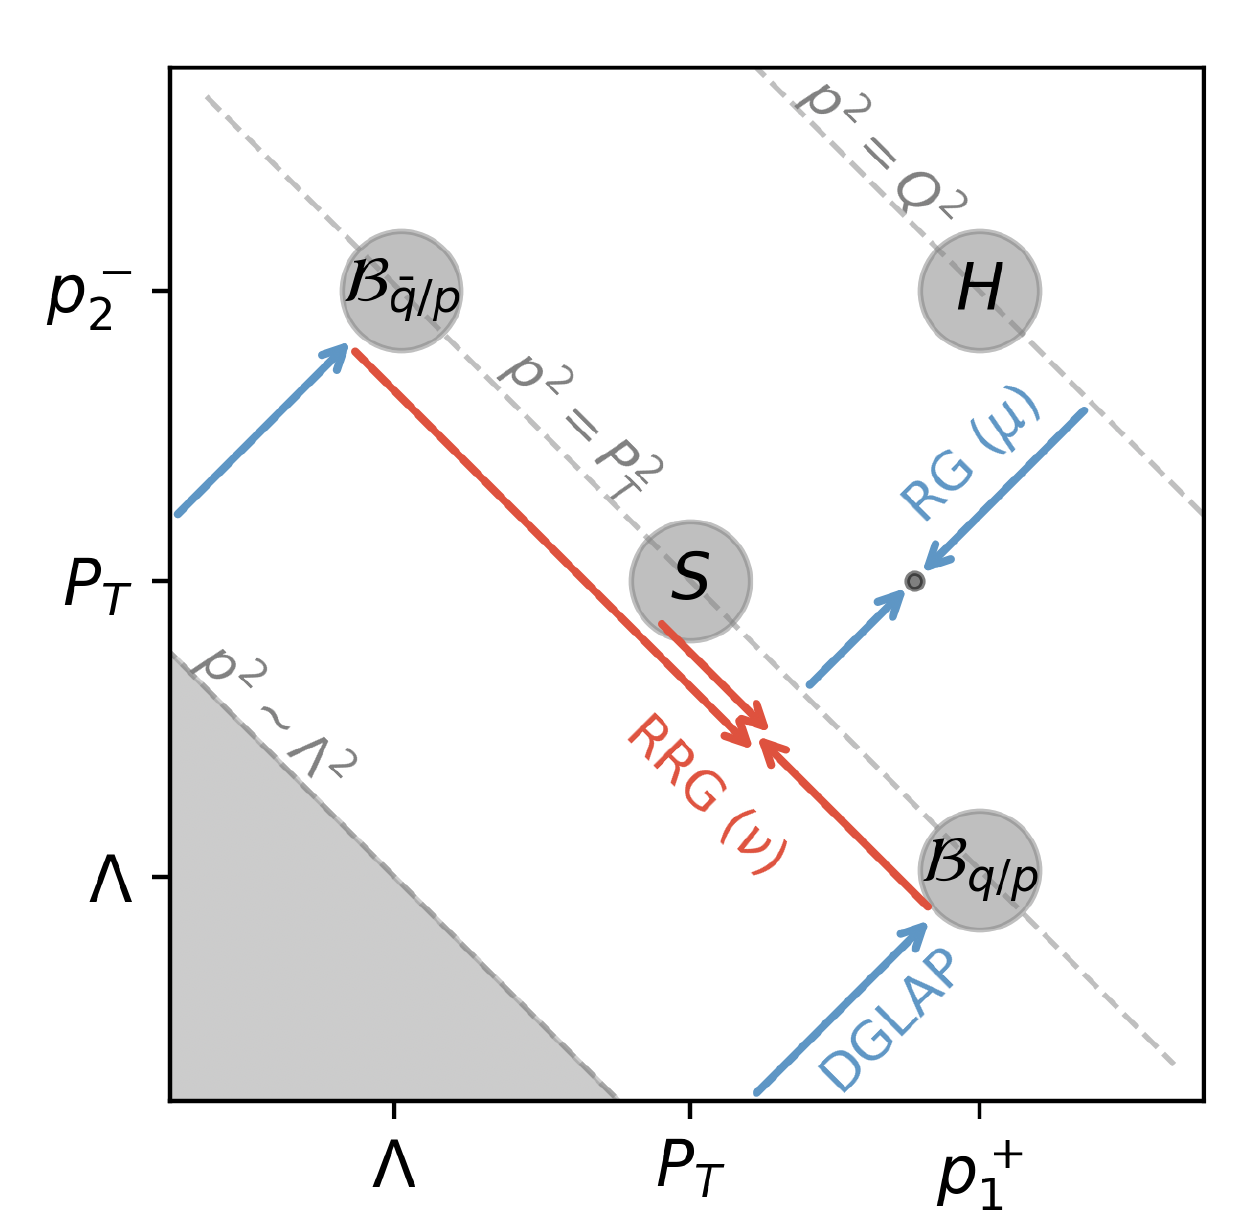 p² = Q²
ℬ_{q̄/p}
H
p₂⁻
p² = P_T²
RG (μ)
S
P_T
p² ~ Λ²
RRG (ν)
ℬ_{q/p}
Λ
DGLAP
Λ P_T p₁⁺